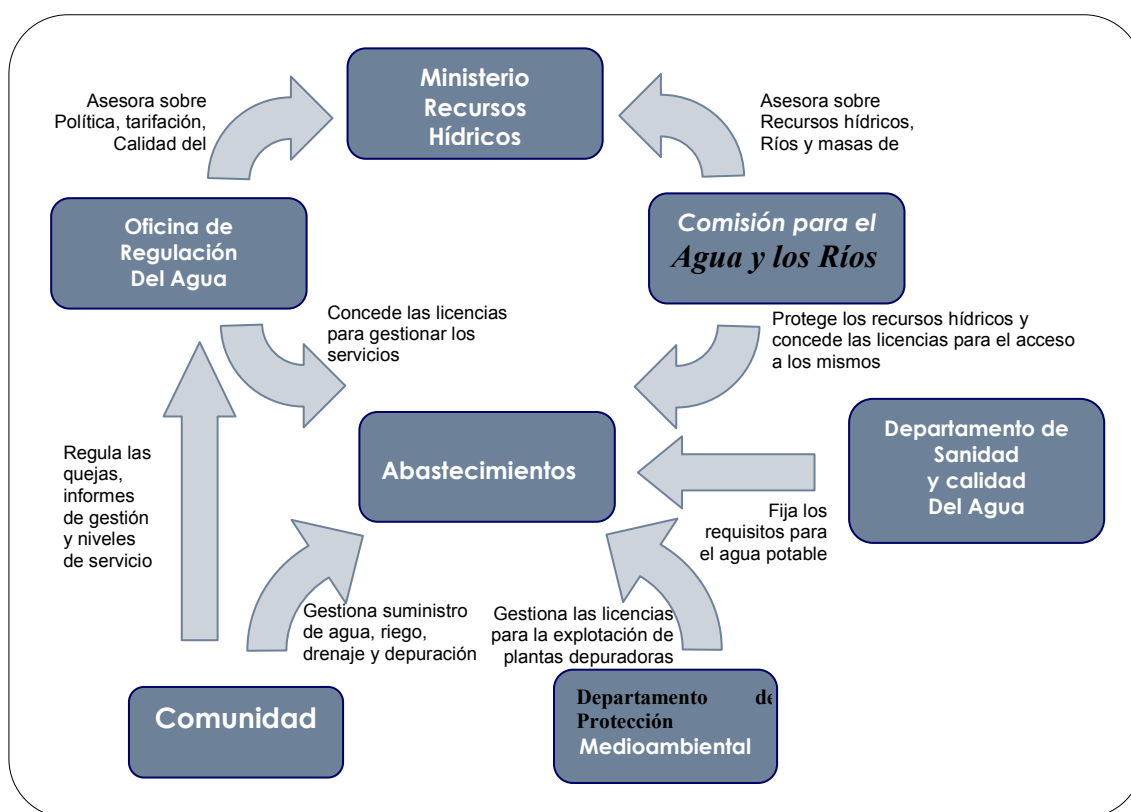 Ministerio
Recursos
Hídricos
Asesora sobre
Política, tarifación,
Calidad del
Asesora sobre
Recursos hídricos,
Ríos y masas de
Oficina de
Regulación
Del Agua
Comisión para el
Agua y los Ríos
Concede las licencias
para gestionar los
servicios
Protege los recursos hídricos y
concede las licencias para el acceso
a los mismos
Abastecimientos
Departamento de
Sanidad
y calidad
Del Agua
Regula las
quejas,
informes
de gestión
y niveles
de servicio
Fija los
requisitos para
el agua potable
Gestiona suministro
de agua, riego,
drenaje y depuración
Gestiona las licencias
para la explotación de
plantas depuradoras
Comunidad
Departamento de
Protección
Medioambiental